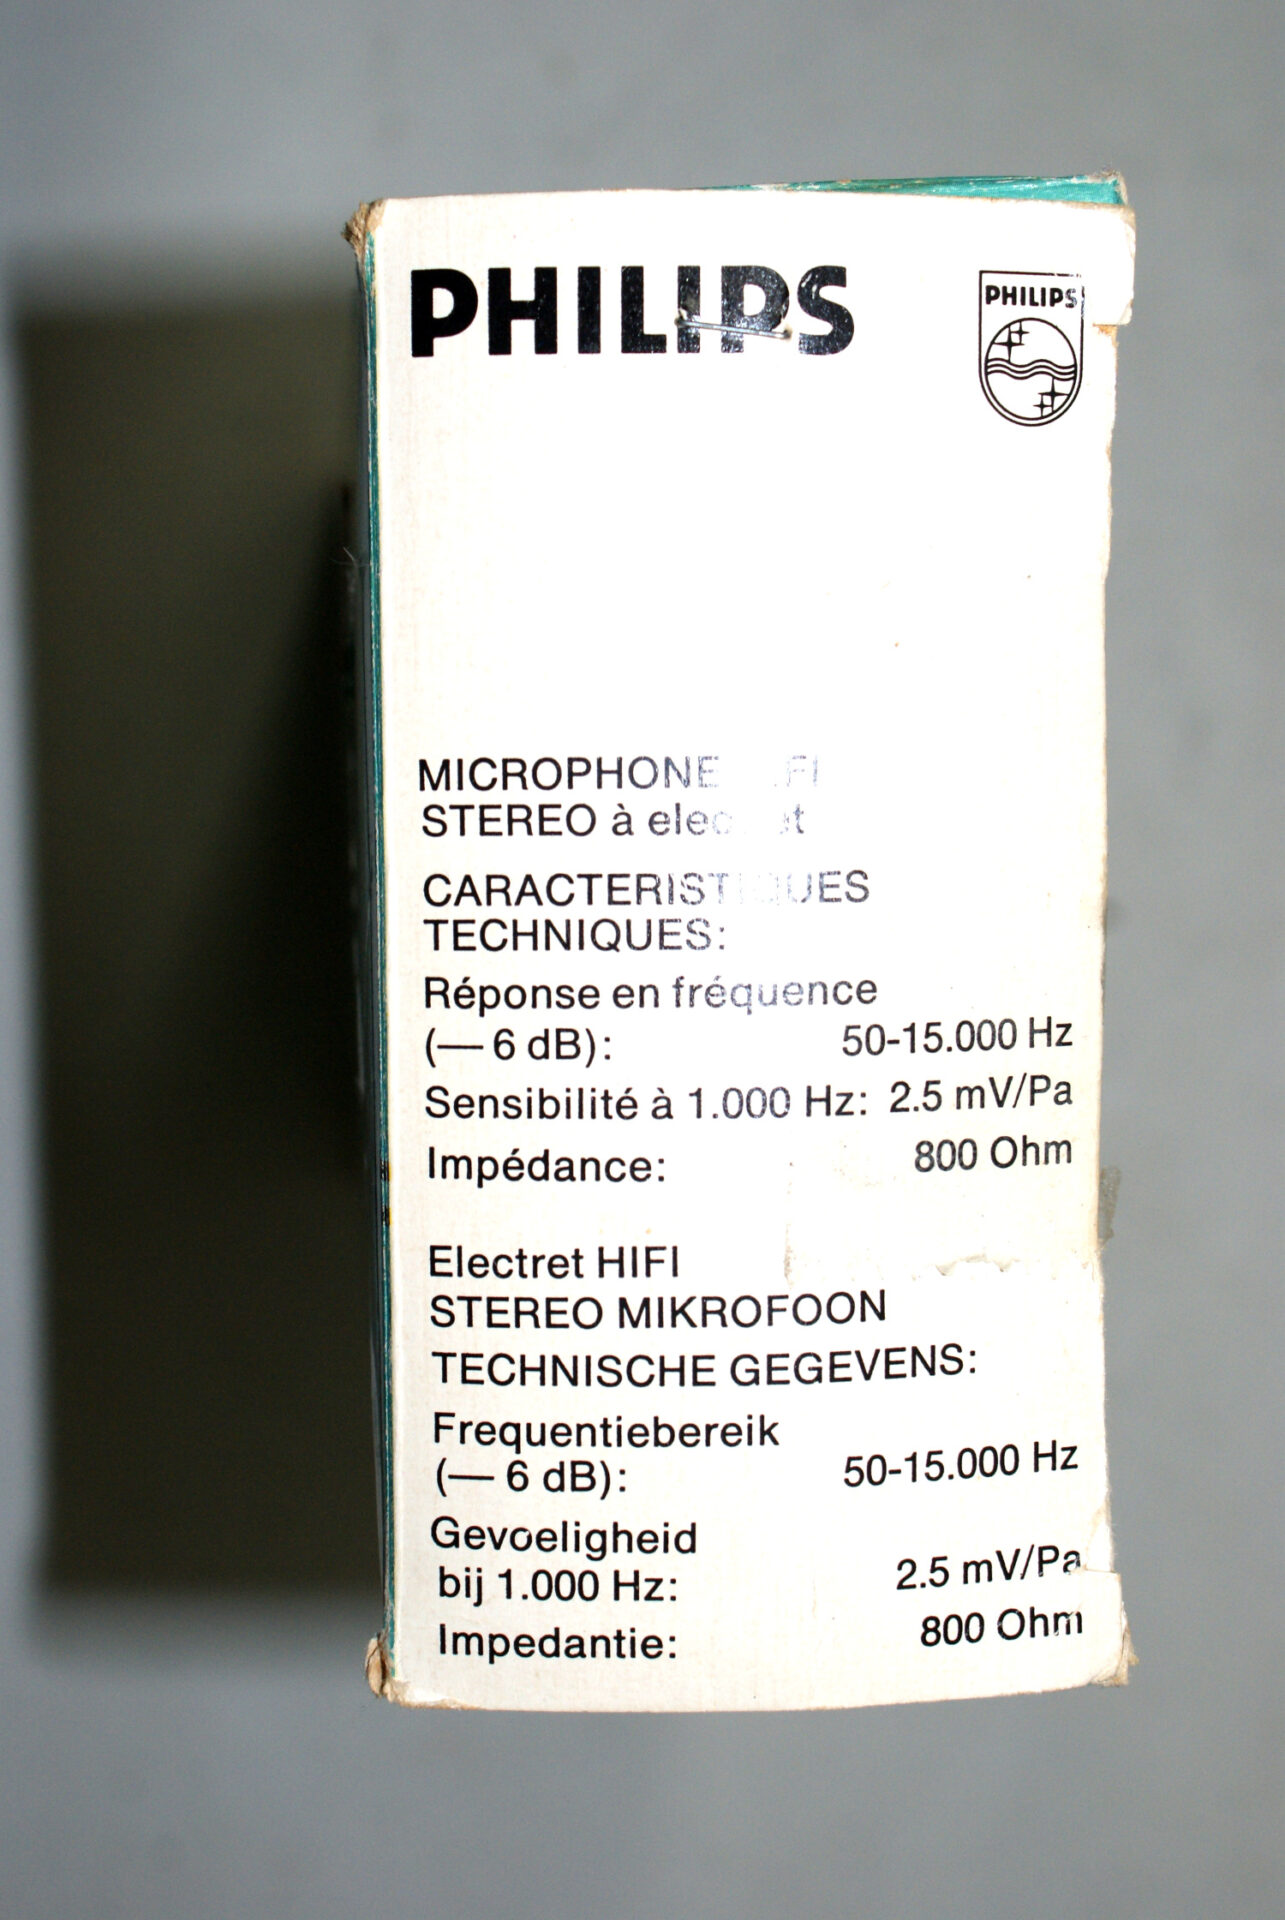 PHILIPS
PHILIPS
MICROPHONE
STEREO à electret
CARACTERISTIQUES
TECHNIQUES:
Réponse en fréquence
(— 6 dB): 50-15.000 Hz
Sensibilité à 1.000 Hz: 2.5 mV/Pa
Impédance: 800 Ohm
Electret HIFI
STEREO MIKROFOON
TECHNISCHE GEGEVENS:
Frequentiebereik
(— 6 dB): 50-15.000 Hz
Gevoeligheid
bij 1.000 Hz: 2.5 mV/Pa
Impedantie: 800 Ohm